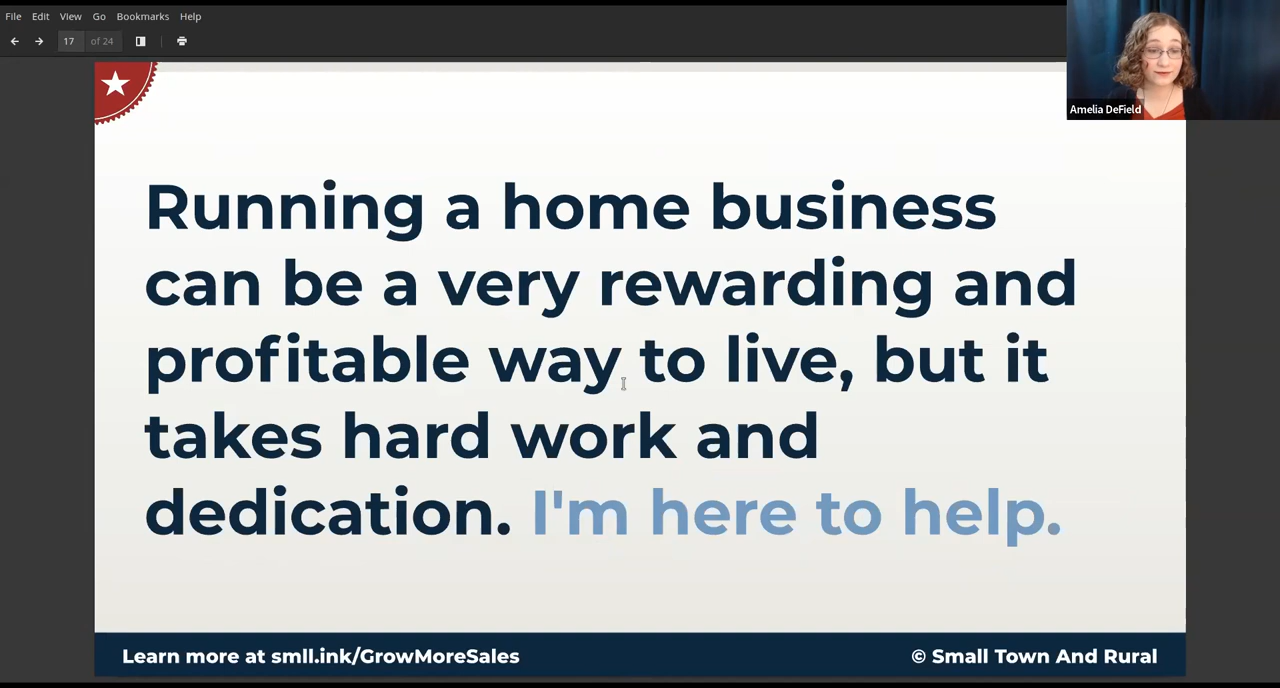 File Edit View Go Bookmarks Help
17 of 24
Amelia DeField
Running a home business
can be a very rewarding and
profitable way to live, but it
takes hard work and
dedication. I'm here to help.
Learn more at smll.ink/GrowMoreSales
© Small Town And Rural